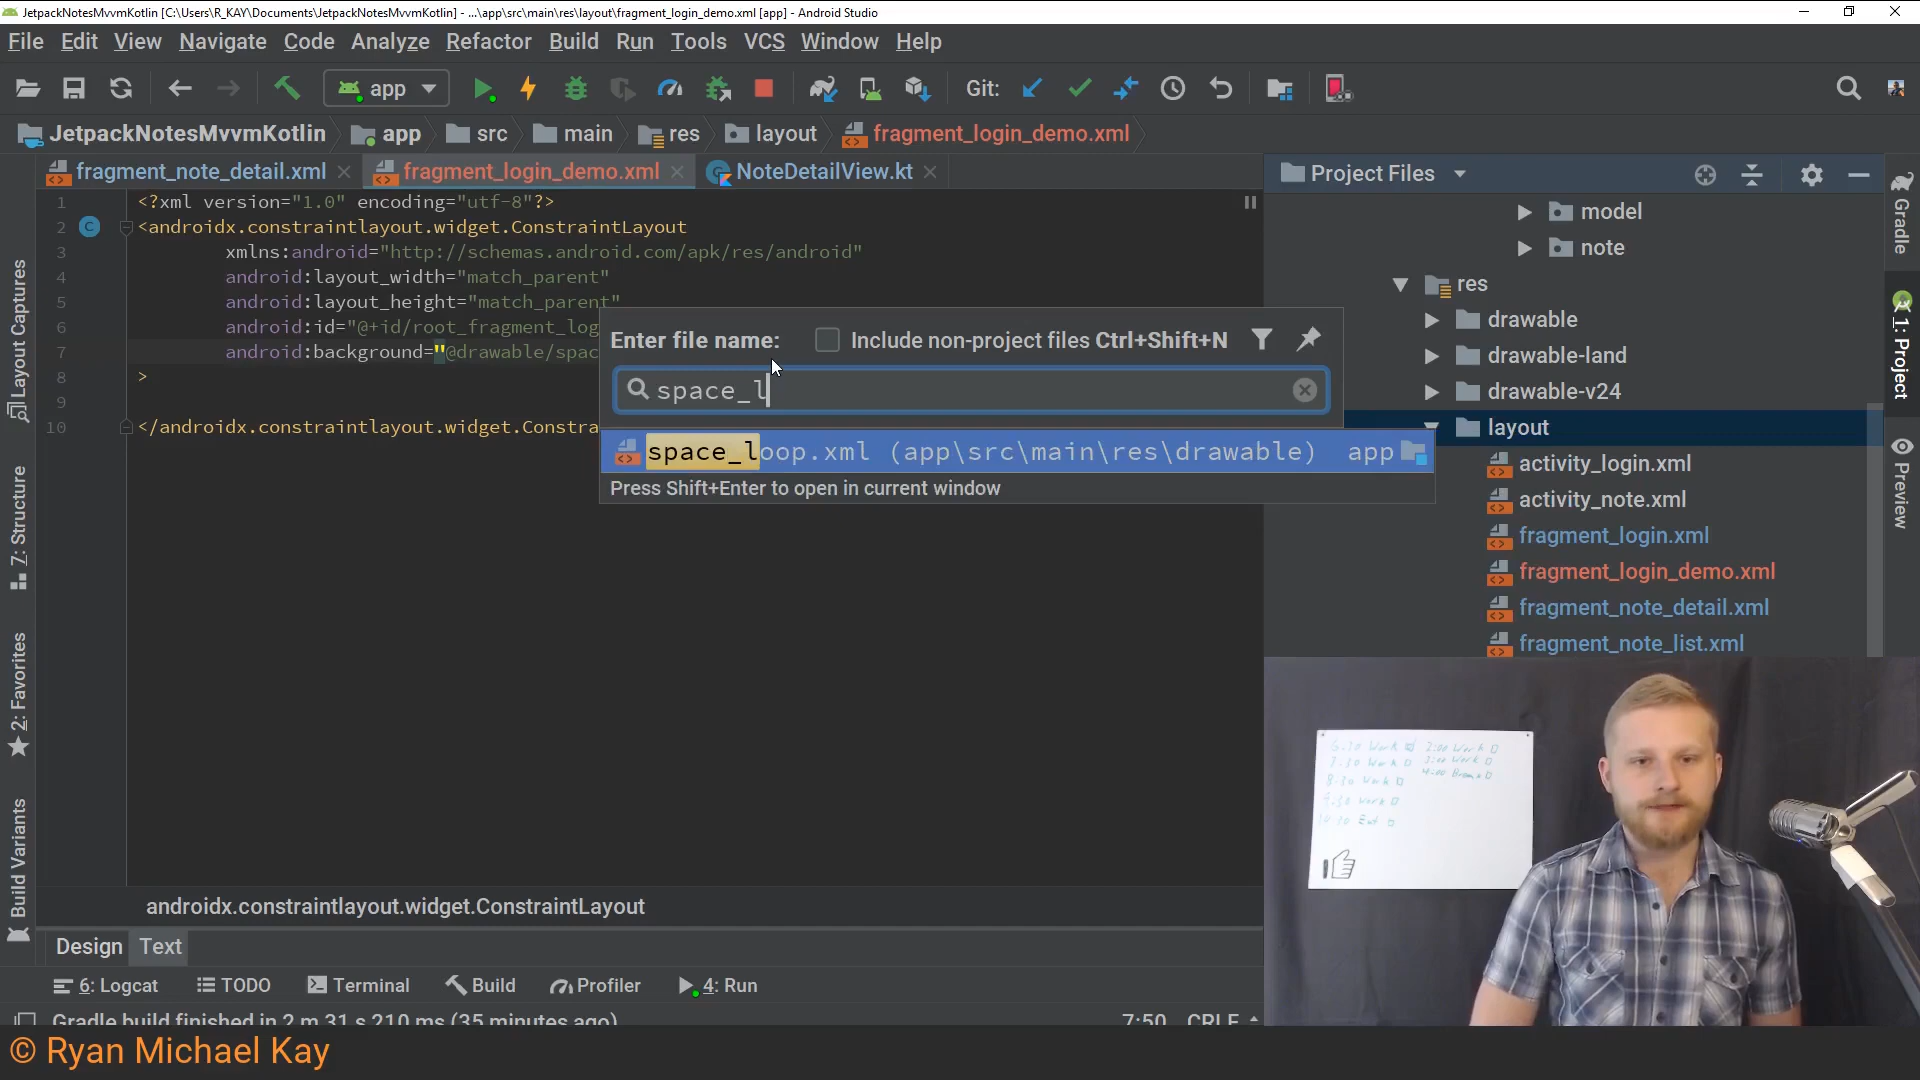 JetpackNotesMvvmKotlin [C:\Users\R_KAY\Documents\JetpackNotesMvvmKotlin] - ...\app\src\main\res\layout\fragment_login_demo.xml [app] - Android Studio
File Edit View Navigate Code Analyze Refactor Build Run Tools VCS Window Help
app Git:
JetpackNotesMvvmKotlin app src main res layout fragment_login_demo.xml
fragment_note_detail.xml fragment_login_demo.xml NoteDetailView.kt
Project Files
1 <?xml version="1.0" encoding="utf-8"?>
2 <androidx.constraintlayout.widget.ConstraintLayout
3 xmlns:android="http://schemas.android.com/apk/res/android"
4 android:layout_width="match_parent"
5 android:layout_height="match_parent"
6 android:id="@+id/root_fragment_log
7 android:background="@drawable/spac
8 >
9
10 </androidx.constraintlayout.widget.Constra
Enter file name: Include non-project files Ctrl+Shift+N
space_l
space_loop.xml (app\src\main\res\drawable) app
Press Shift+Enter to open in current window
model
note
res
drawable
drawable-land
drawable-v24
layout
activity_login.xml
activity_note.xml
fragment_login.xml
fragment_login_demo.xml
fragment_note_detail.xml
fragment_note_list.xml
Gradle
1: Project
Preview
Layout Captures
7: Structure
2: Favorites
Build Variants
androidx.constraintlayout.widget.ConstraintLayout
Design Text
6: Logcat TODO Terminal Build Profiler 4: Run
Gradle build finished in 2 m 31 s 210 ms (35 minutes ago) 7:50 CRLF
© Ryan Michael Kay